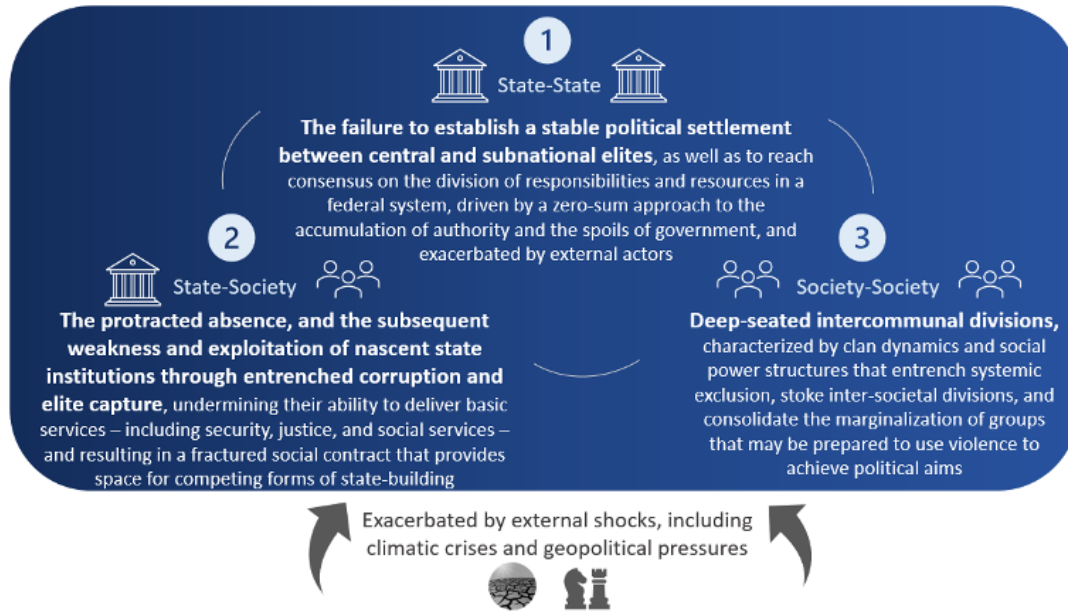 1
State-State
The failure to establish a stable political settlement
between central and subnational elites, as well as to reach
consensus on the division of responsibilities and resources in a
federal system, driven by a zero-sum approach to the
accumulation of authority and the spoils of government, and
exacerbated by external actors
2
State-Society
The protracted absence, and the subsequent
weakness and exploitation of nascent state
institutions through entrenched corruption and
elite capture, undermining their ability to deliver basic
services – including security, justice, and social services –
and resulting in a fractured social contract that provides
space for competing forms of state-building
3
Society-Society
Deep-seated intercommunal divisions,
characterized by clan dynamics and social
power structures that entrench systemic
exclusion, stoke inter-societal divisions, and
consolidate the marginalization of groups
that may be prepared to use violence to
achieve political aims
Exacerbated by external shocks, including
climatic crises and geopolitical pressures